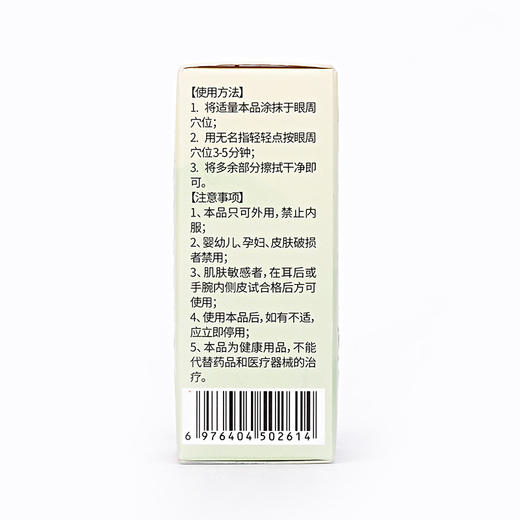 【使用方法】
1. 将适量本品涂抹于眼周
穴位；
2. 用无名指轻轻点按眼周
穴位3-5分钟；
3. 将多余部分擦拭干净即
可。
【注意事项】
1、本品只可外用，禁止内
服；
2、婴幼儿、孕妇、皮肤破损
者禁用；
3、肌肤敏感者，在耳后或
手腕内侧皮试合格后方可
使用；
4、使用本品后，如有不适，
应立即停用；
5、本品为健康用品，不能
代替药品和医疗器械的治
疗。
6 976404 502614